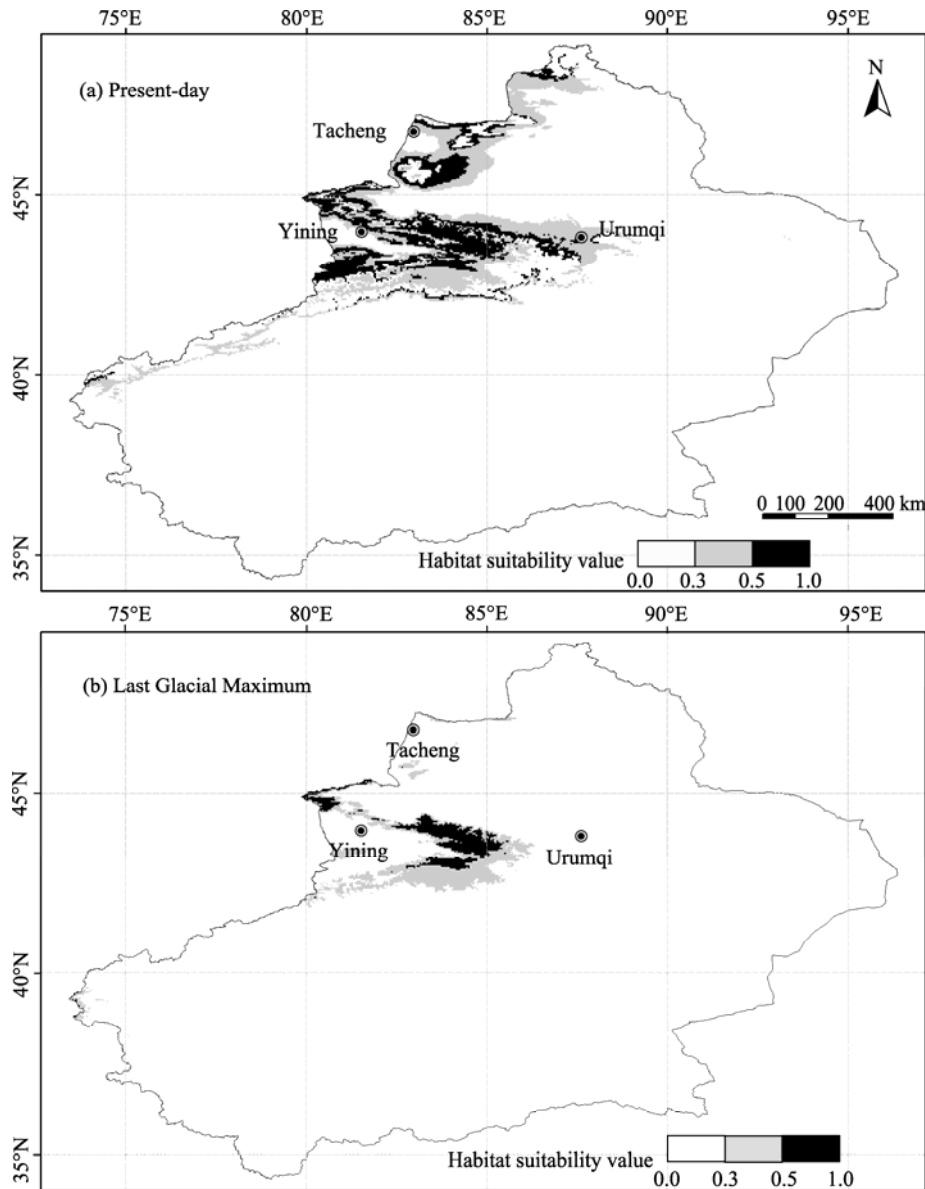 75°E 80°E 85°E 90°E 95°E
(a) Present-day
N
Tacheng
45°N
Yining
Urumqi
40°N
0 100 200 400 km
35°N
Habitat suitability value
0.0 0.3 0.5 1.0
75°E 80°E 85°E 90°E 95°E
(b) Last Glacial Maximum
Tacheng
45°N
Yining
Urumqi
40°N
35°N
Habitat suitability value
0.0 0.3 0.5 1.0